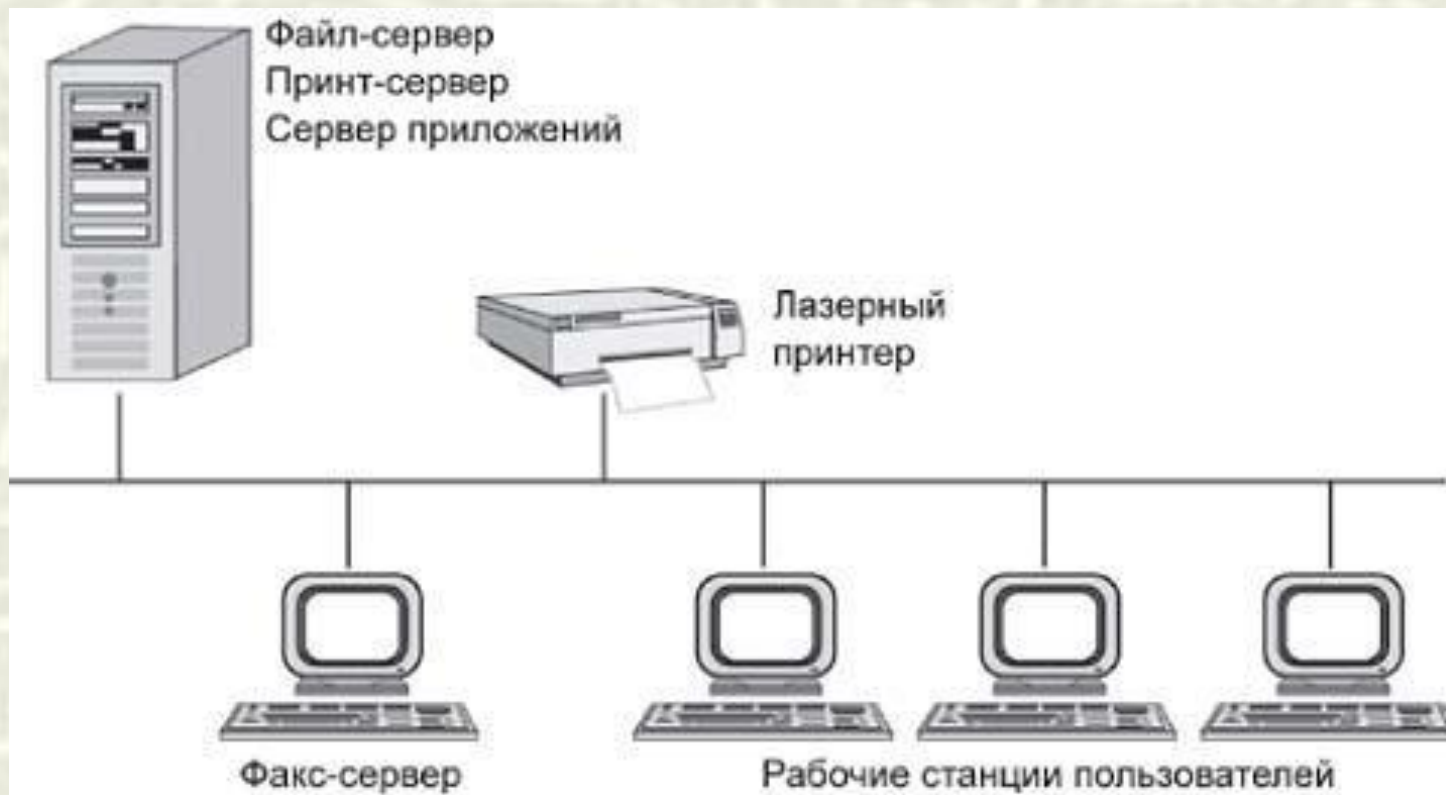 Файл-сервер
Принт-сервер
Сервер приложений
Лазерный
принтер
Факс-сервер
Рабочие станции пользователей